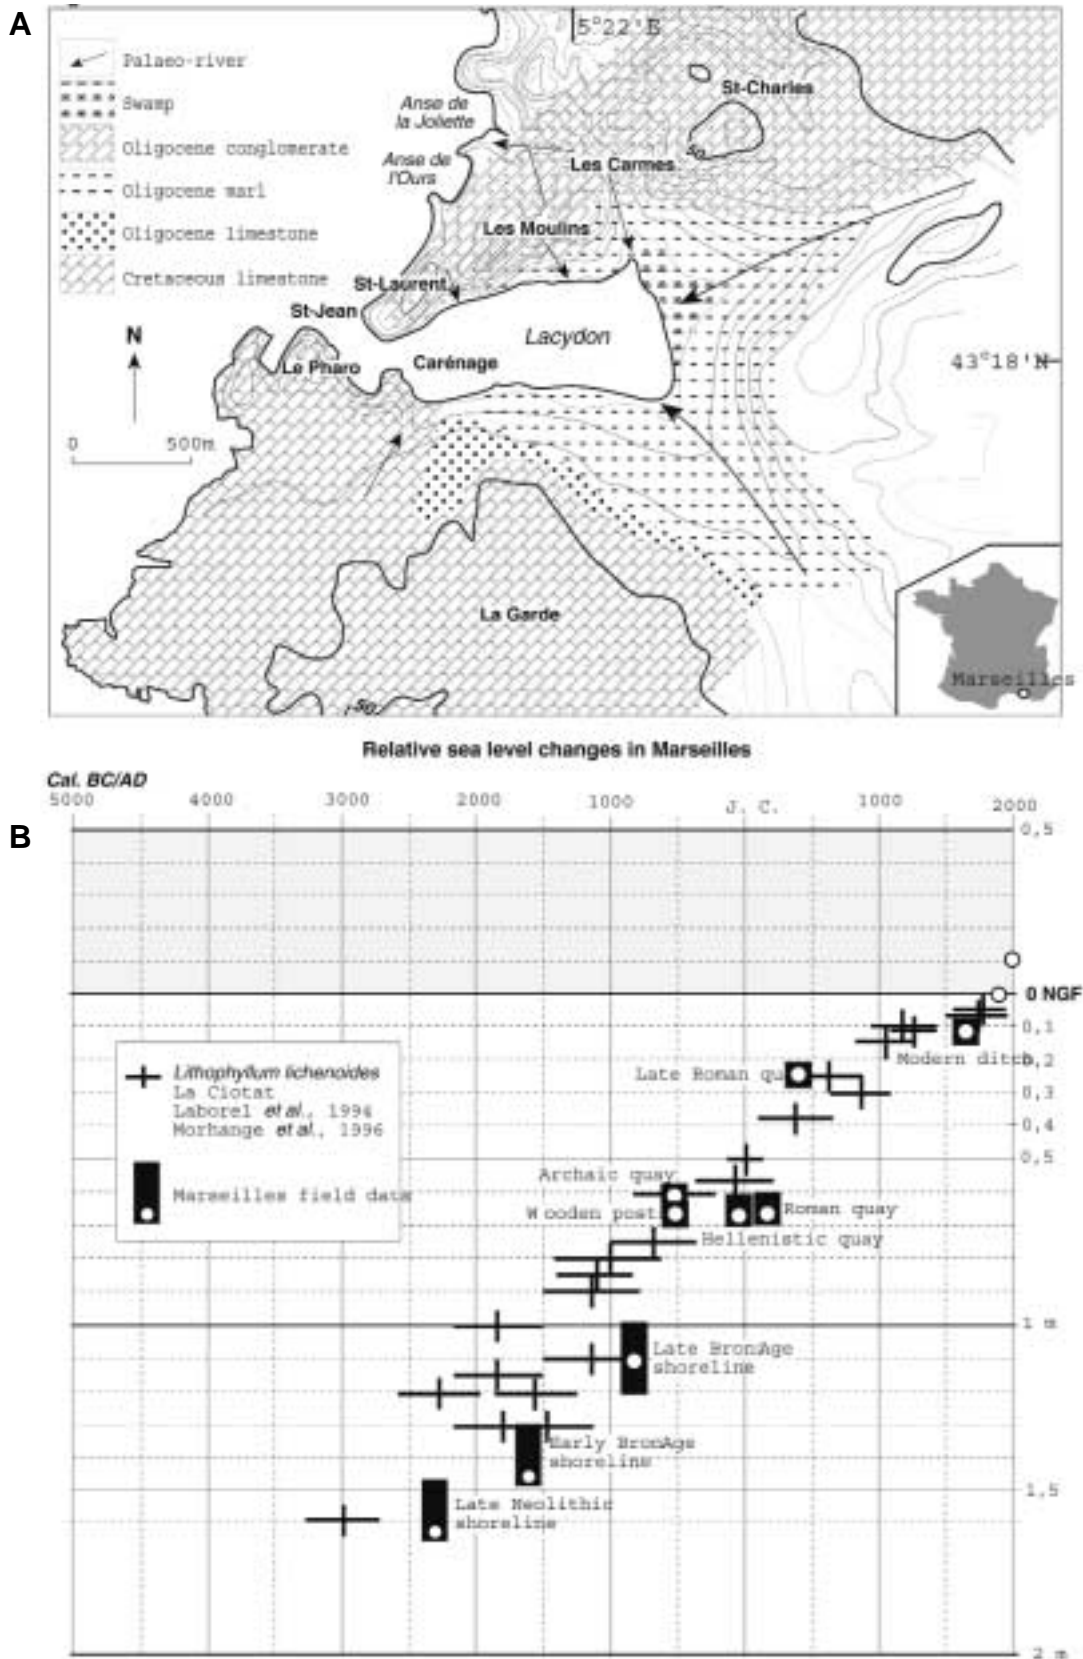 A
5°22'E
Palaeo-river
Swamp
Oligocene conglomerate
Oligocene marl
Oligocene limestone
Cretaceous limestone
Anse de
la Joliette
Anse de
l'Ours
St-Charles
50
Les Carmes
Les Moulins
St-Laurent
St-Jean
Le Pharo
Carénage
Lacydon
43°18'N
N
0 500m
La Garde
50
Marseilles
Relative sea level changes in Marseilles
Cal. BC/AD
5000 4000 3000 2000 1000 J. C. 1000 2000
B
0,5
0 NGF
0,1
Modern ditch
0,2
Late Roman qu
0,3
0,4
0,5
Lithophyllum lichenoides
La Ciotat
Laborel et al., 1994
Morhange et al., 1996
Marseilles field data
Archaic quay
Wooden post
Roman quay
Hellenistic quay
1 m
Late BronAge
shoreline
Early BronAge
shoreline
1,5
Late Neolithic
shoreline
2 m